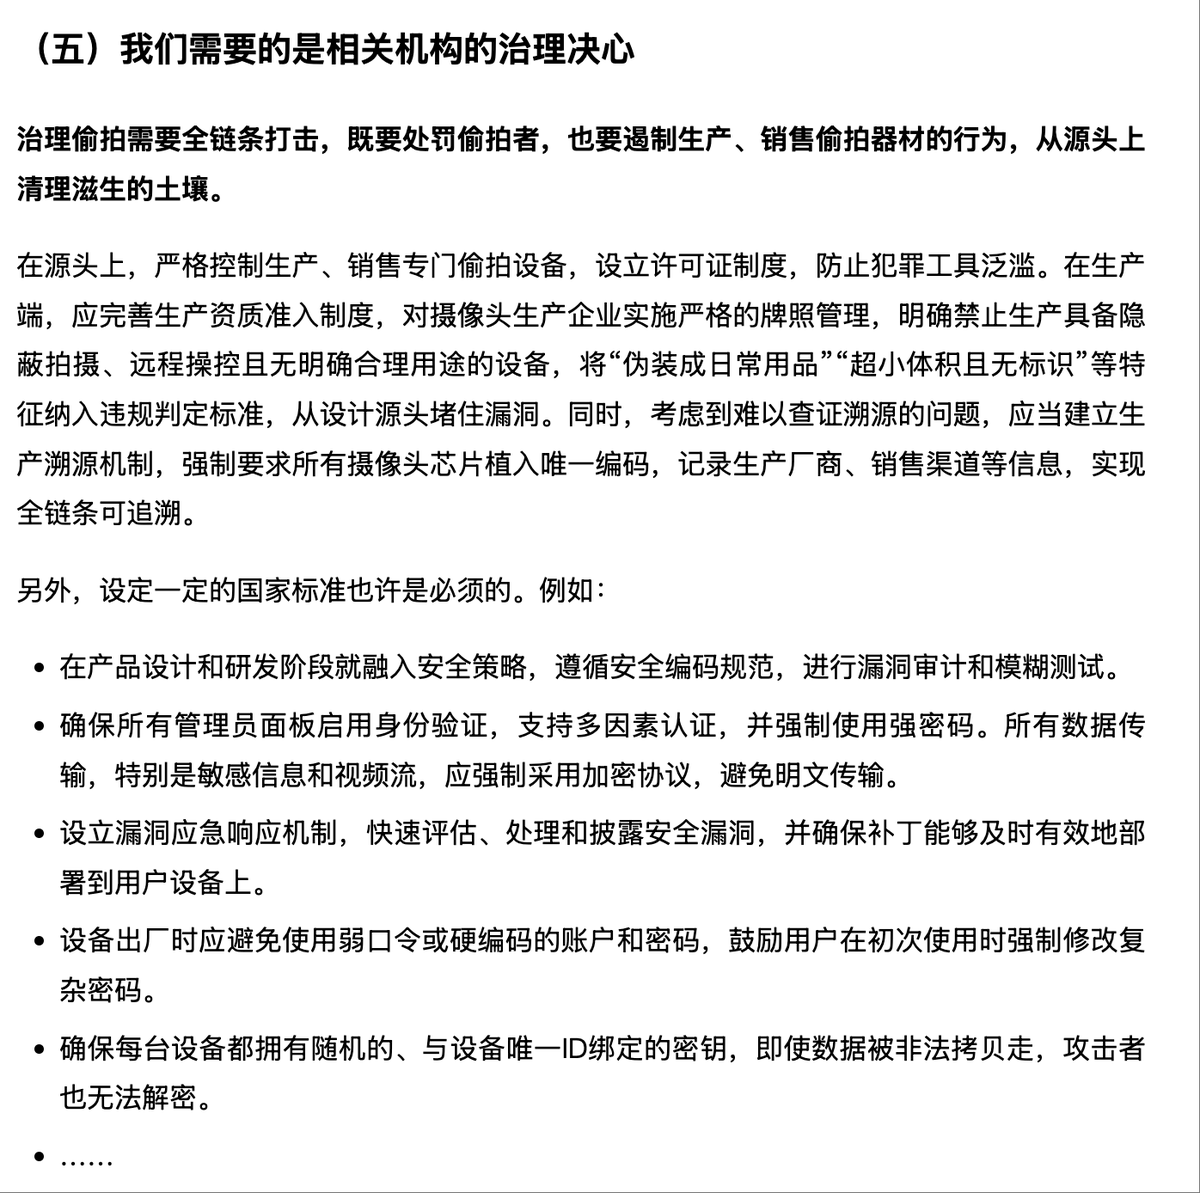 （五）我们需要的是相关机构的治理决心
治理偷拍需要全链条打击，既要处罚偷拍者，也要遏制生产、销售偷拍器材的行为，从源头上
清理滋生的土壤。
在源头上，严格控制生产、销售专门偷拍设备，设立许可证制度，防止犯罪工具泛滥。在生产
端，应完善生产资质准入制度，对摄像头生产企业实施严格的牌照管理，明确禁止生产具备隐
蔽拍摄、远程操控且无明确合理用途的设备，将“伪装成日常用品”“超小体积且无标识”等特
征纳入违规判定标准，从设计源头堵住漏洞。同时，考虑到难以查证溯源的问题，应当建立生
产溯源机制，强制要求所有摄像头芯片植入唯一编码，记录生产厂商、销售渠道等信息，实现
全链条可追溯。
另外，设定一定的国家标准也许是必须的。例如：
• 在产品设计和研发阶段就融入安全策略，遵循安全编码规范，进行漏洞审计和模糊测试。
• 确保所有管理员面板启用身份验证，支持多因素认证，并强制使用强密码。所有数据传
输，特别是敏感信息和视频流，应强制采用加密协议，避免明文传输。
• 设立漏洞应急响应机制，快速评估、处理和披露安全漏洞，并确保补丁能够及时有效地部
署到用户设备上。
• 设备出厂时应避免使用弱口令或硬编码的账户和密码，鼓励用户在初次使用时强制修改复
杂密码。
• 确保每台设备都拥有随机的、与设备唯一ID绑定的密钥，即使数据被非法拷贝走，攻击者
也无法解密。
• ……